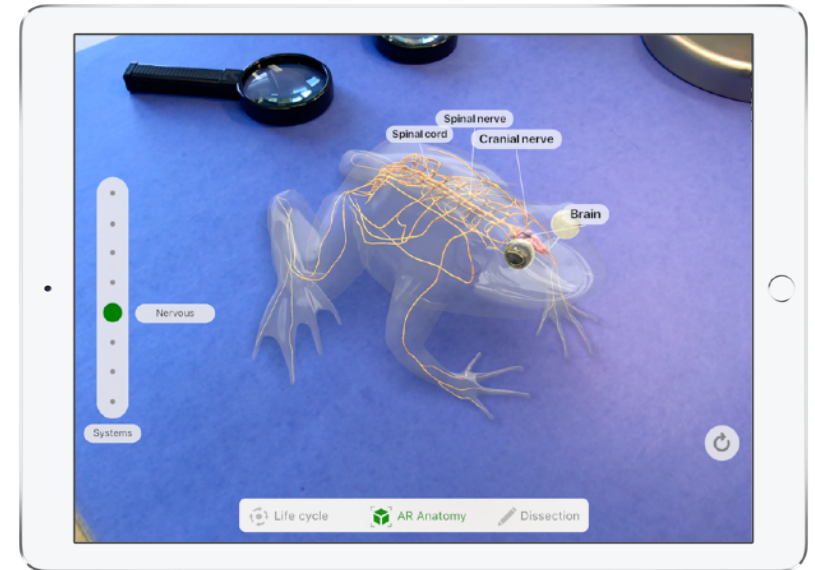 Spinal nerve
Spinal cord
Cranial nerve
Brain
Nervous
Systems
Life cycle
AR Anatomy
Dissection